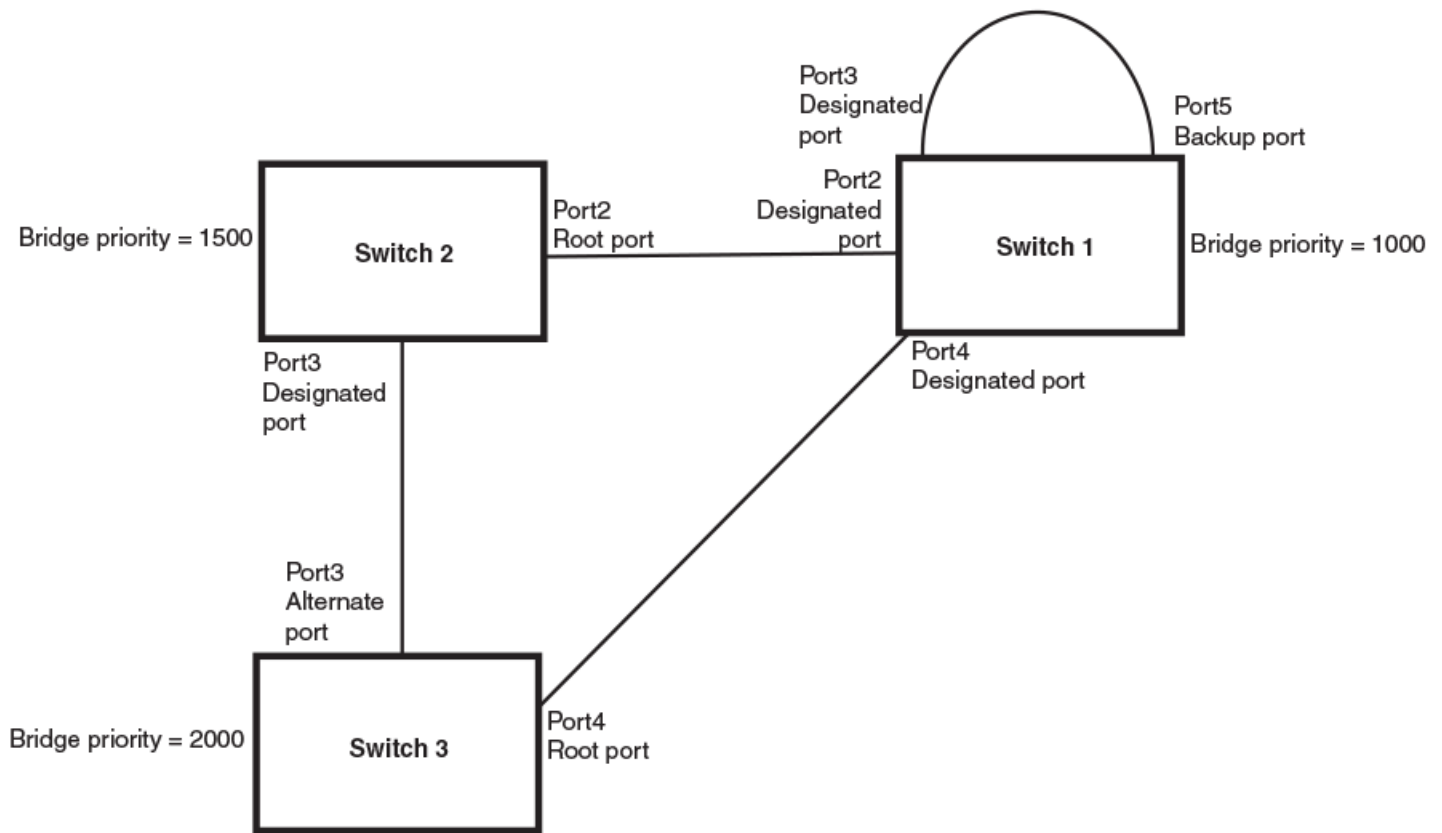 Port3
Designated
port
Port5
Backup port
Port2
Designated
port
Port2
Root port
Bridge priority = 1500
Switch 2
Switch 1
Bridge priority = 1000
Port3
Designated
port
Port4
Designated port
Port3
Alternate
port
Bridge priority = 2000
Switch 3
Port4
Root port